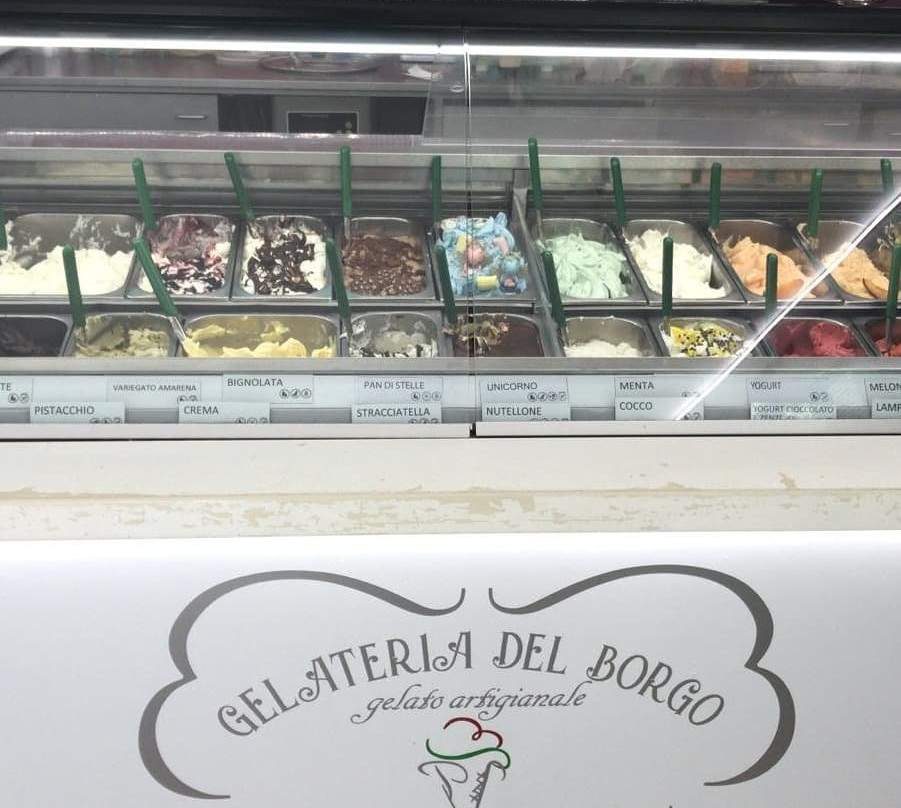 VARIEGATO AMARENA
BIGNOLATA
PAN DI STELLE
UNICORNO
MENTA
YOGURT
PISTACCHIO
CREMA
STRACCIATELLA
NUTELLONE
COCCO
YOGURT CIOCCOLATO
GELATERIA DEL BORGO
gelato artigianale